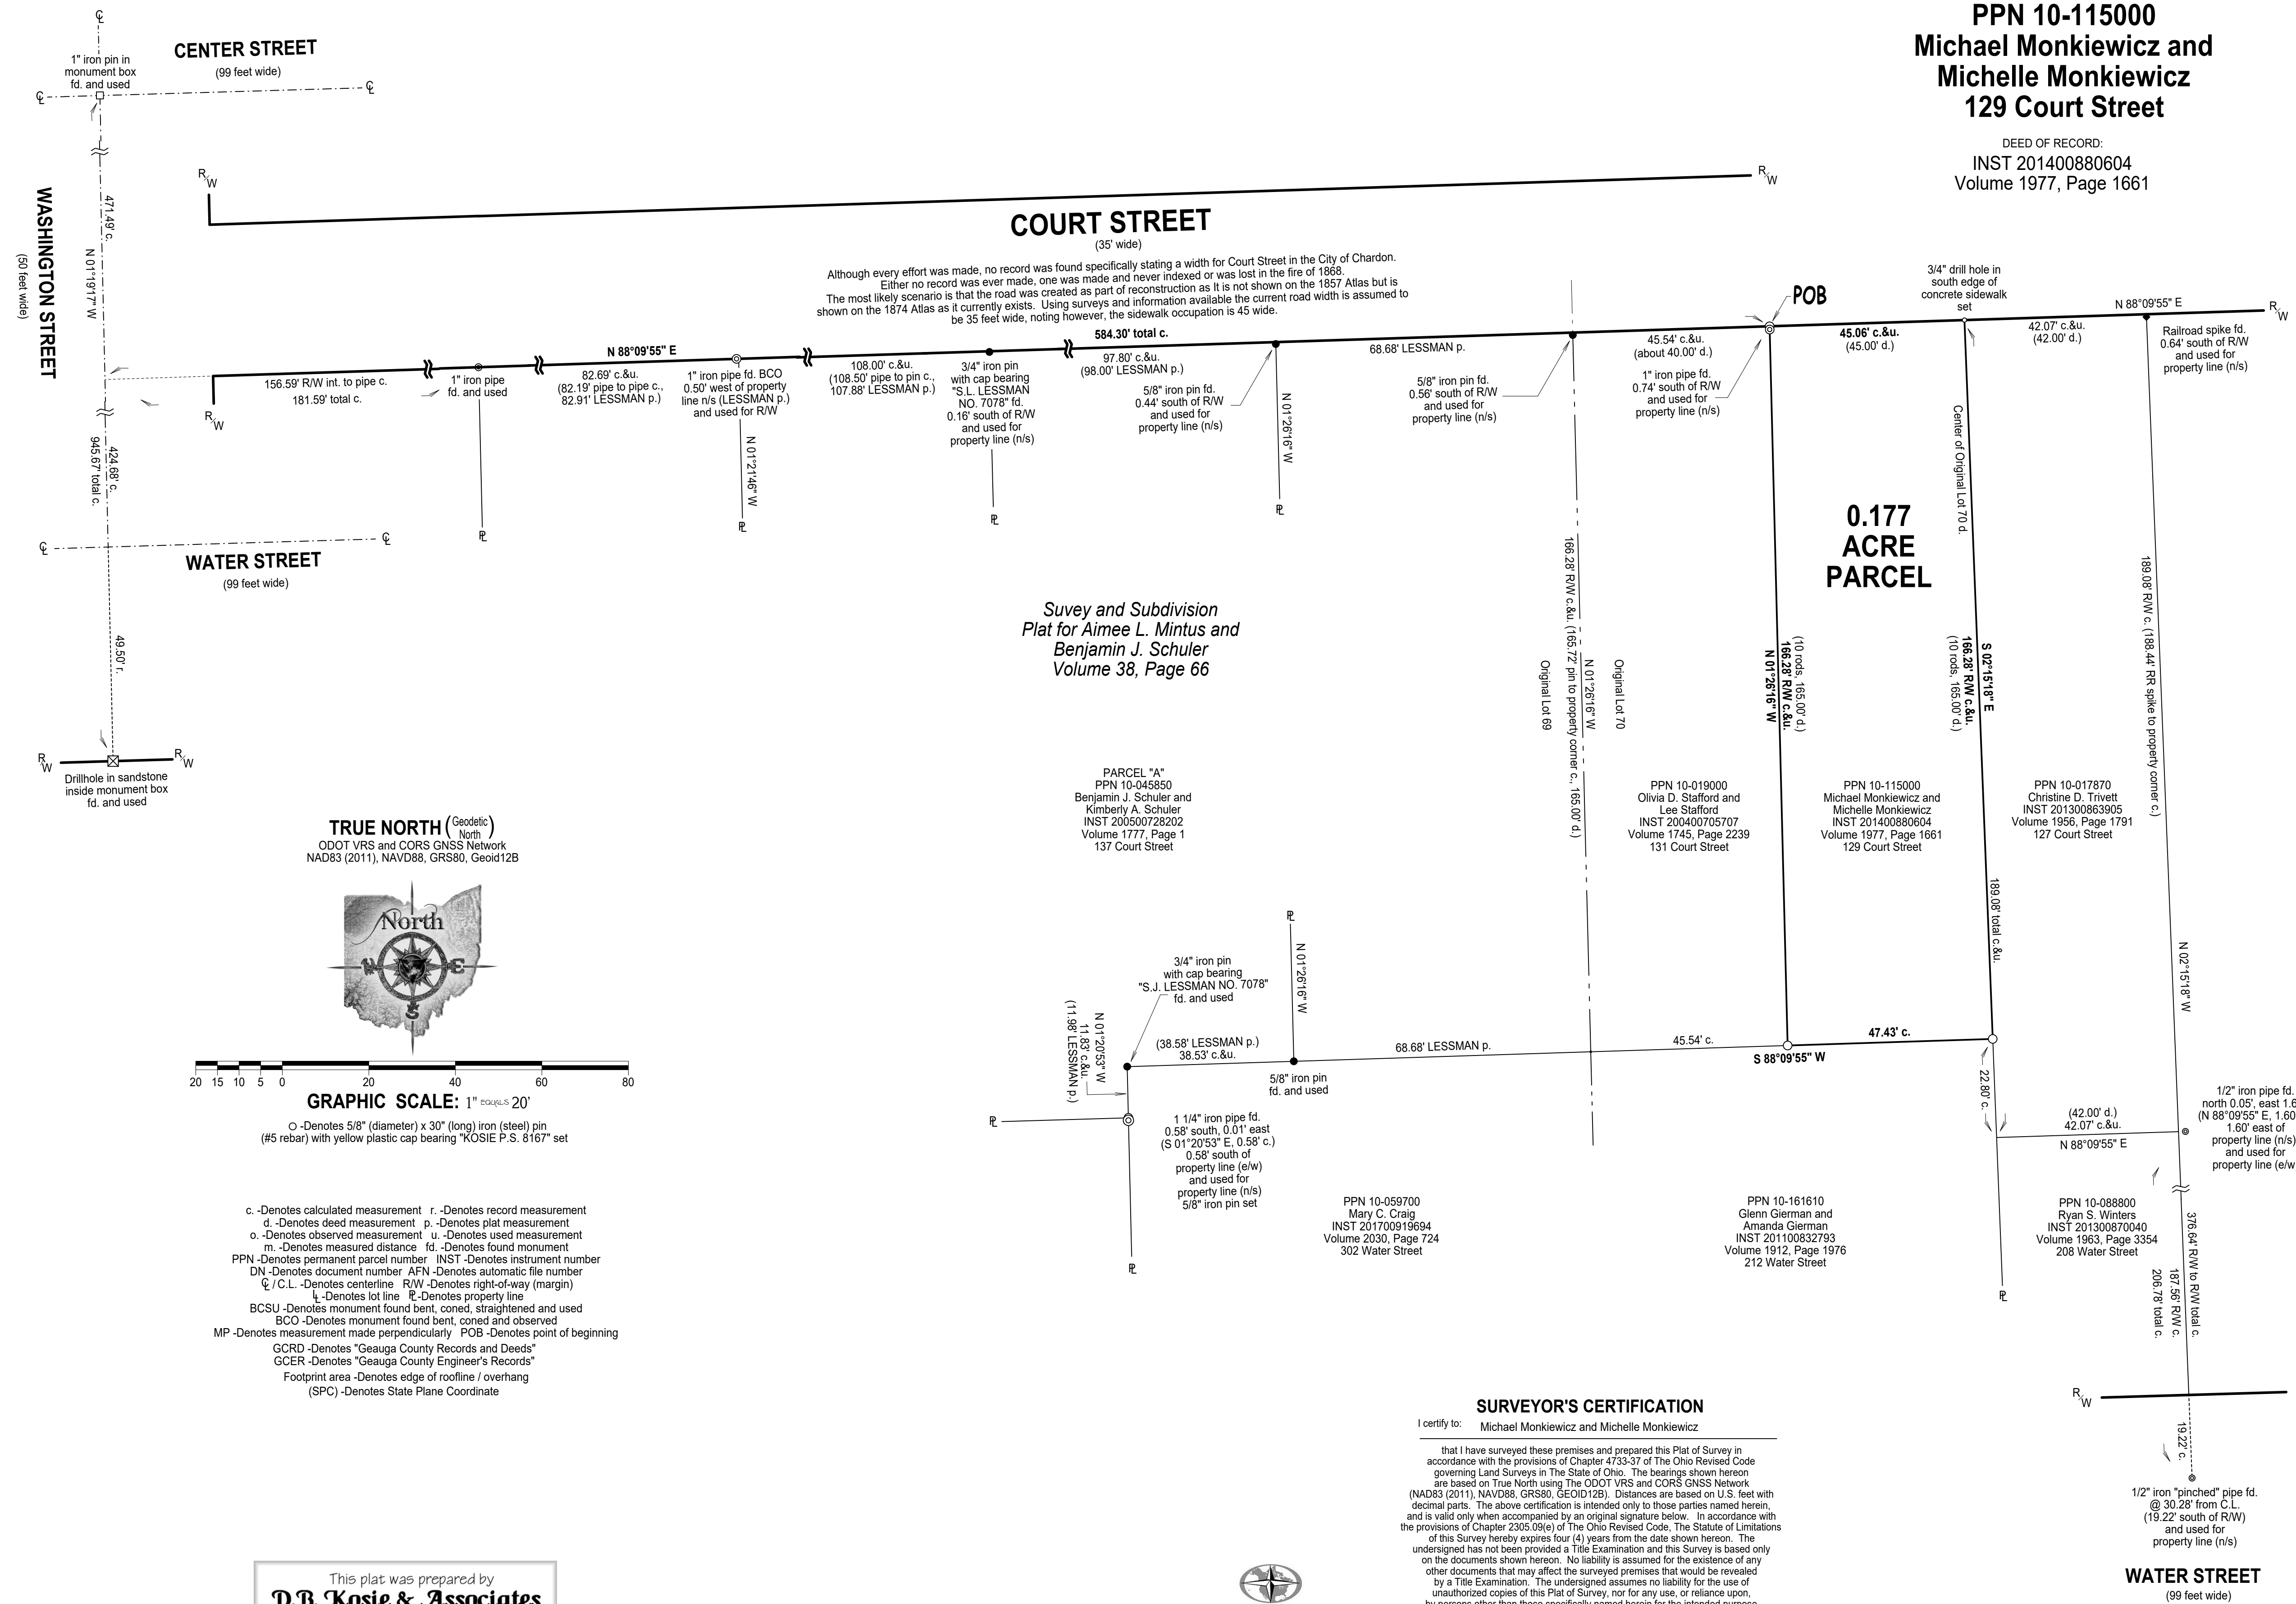 PPN 10-115000
Michael Monkiewicz and
Michelle Monkiewicz
129 Court Street
DEED OF RECORD:
INST 201400880604
Volume 1977, Page 1661
℄
1" iron pin in
monument box
fd. and used
CENTER STREET
(99 feet wide)
℄
℄
WASHINGTON STREET
(50 feet wide)
471.49' c.
N 01°19'17" W
R/W
R/W
COURT STREET
(35' wide)
Although every effort was made, no record was found specifically stating a width for Court Street in the City of Chardon.
Either no record was ever made, one was made and never indexed or was lost in the fire of 1868.
The most likely scenario is that the road was created as part of reconstruction as It is not shown on the 1857 Atlas but is
shown on the 1874 Atlas as it currently exists. Using surveys and information available the current road width is assumed to
be 35 feet wide, noting however, the sidewalk occupation is 45 wide.
584.30' total c.
N 88°09'55" E
156.59' R/W int. to pipe c.
181.59' total c.
R/W
1" iron pipe
fd. and used
82.69' c.&u.
(82.19' pipe to pipe c.,
82.91' LESSMAN p.)
1" iron pipe fd. BCO
0.50' west of property
line n/s (LESSMAN p.)
and used for R/W
N 01°21'46" W
108.00' c.&u.
(108.50' pipe to pin c.,
107.88' LESSMAN p.)
3/4" iron pin
with cap bearing
"S.L. LESSMAN
NO. 7078" fd.
0.16' south of R/W
and used for
property line (n/s)
97.80' c.&u.
(98.00' LESSMAN p.)
5/8" iron pin fd.
0.44' south of R/W
and used for
property line (n/s)
N 01°26'16" W
68.68' LESSMAN p.
5/8" iron pin fd.
0.56' south of R/W
and used for
property line (n/s)
45.54' c.&u.
(about 40.00' d.)
1" iron pipe fd.
0.74' south of R/W
and used for
property line (n/s)
POB
45.06' c.&u.
(45.00' d.)
3/4" drill hole in
south edge of
concrete sidewalk
set
N 88°09'55" E
42.07' c.&u.
(42.00' d.)
R/W
Railroad spike fd.
0.64' south of R/W
and used for
property line (n/s)
℄
℄
℄
℄
424.68' c.
945.67' total c.
℄
℄
WATER STREET
(99 feet wide)
49.50' r.
R/W
R/W
Drillhole in sandstone
inside monument box
fd. and used
Suvey and Subdivision
Plat for Aimee L. Mintus and
Benjamin J. Schuler
Volume 38, Page 66
166.28' R/W c.&u. (165.72' pin to property corner c., 165.00' d.)
N 01°26'16" W
Original Lot 69
Original Lot 70
(10 rods, 165.00' d.)
166.28' R/W c.&u.
N 01°26'16" W
0.177
ACRE
PARCEL
Center of Original Lot 70 d.
S 02°15'18" E
166.28' R/W c.&u.
(10 rods, 165.00' d.)
189.08' total c.&u.
189.08' R/W c. (188.44' RR spike to property corner c.)
N 02°15'18" W
PARCEL "A"
PPN 10-045850
Benjamin J. Schuler and
Kimberly A. Schuler
INST 200500728202
Volume 1777, Page 1
137 Court Street
PPN 10-019000
Olivia D. Stafford and
Lee Stafford
INST 200400705707
Volume 1745, Page 2239
131 Court Street
PPN 10-115000
Michael Monkiewicz and
Michelle Monkiewicz
INST 201400880604
Volume 1977, Page 1661
129 Court Street
PPN 10-017870
Christine D. Trivett
INST 201300863905
Volume 1956, Page 1791
127 Court Street
TRUE NORTH (Geodetic North)
ODOT VRS and CORS GNSS Network
NAD83 (2011), NAVD88, GRS80, Geoid12B
North
W
E
S
20 15 10 5 0 20 40 60 80
GRAPHIC SCALE: 1" EQUALS 20'
O -Denotes 5/8" (diameter) x 30" (long) iron (steel) pin
(#5 rebar) with yellow plastic cap bearing "KOSIE P.S. 8167" set
c. -Denotes calculated measurement r. -Denotes record measurement
d. -Denotes deed measurement p. -Denotes plat measurement
o. -Denotes observed measurement u. -Denotes used measurement
m. -Denotes measured distance fd. -Denotes found monument
PPN -Denotes permanent parcel number INST -Denotes instrument number
DN -Denotes document number AFN -Denotes automatic file number
℄ / C.L. -Denotes centerline R/W -Denotes right-of-way (margin)
LL -Denotes lot line PL -Denotes property line
BCSU -Denotes monument found bent, coned, straightened and used
BCO -Denotes monument found bent, coned and observed
MP -Denotes measurement made perpendicularly POB -Denotes point of beginning
GCRD -Denotes "Geauga County Records and Deeds"
GCER -Denotes "Geauga County Engineer's Records"
Footprint area -Denotes edge of roofline / overhang
(SPC) -Denotes State Plane Coordinate
3/4" iron pin
with cap bearing
"S.J. LESSMAN NO. 7078"
fd. and used
PL
N 01°26'16" W
N 01°20'53" W
11.83' c.&u.
(11.98' LESSMAN p.)
(38.58' LESSMAN p.)
38.53' c.&u.
68.68' LESSMAN p.
45.54' c.
47.43' c.
S 88°09'55" W
5/8" iron pin
fd. and used
PL
1 1/4" iron pipe fd.
0.58' south, 0.01' east
(S 01°20'53" E, 0.58' c.)
0.58' south of
property line (e/w)
and used for
property line (n/s)
5/8" iron pin set
PL
22.80' c.
(42.00' d.)
42.07' c.&u.
N 88°09'55" E
1/2" iron pipe fd.
north 0.05', east 1.6
(N 88°09'55" E, 1.60
1.60' east of
property line (n/s)
and used for
property line (e/w
PPN 10-059700
Mary C. Craig
INST 201700919694
Volume 2030, Page 724
302 Water Street
PPN 10-161610
Glenn Gierman and
Amanda Gierman
INST 201100832793
Volume 1912, Page 1976
212 Water Street
PPN 10-088800
Ryan S. Winters
INST 201300870040
Volume 1963, Page 3354
208 Water Street
PL
376.64' R/W to R/W total c.
187.56' R/W c.
206.78' total c.
R/W
19.22' c.
1/2" iron "pinched" pipe fd.
@ 30.28' from C.L.
(19.22' south of R/W)
and used for
property line (n/s)
WATER STREET
(99 feet wide)
SURVEYOR'S CERTIFICATION
I certify to: Michael Monkiewicz and Michelle Monkiewicz
that I have surveyed these premises and prepared this Plat of Survey in
accordance with the provisions of Chapter 4733-37 of The Ohio Revised Code
governing Land Surveys in The State of Ohio. The bearings shown hereon
are based on True North using The ODOT VRS and CORS GNSS Network
(NAD83 (2011), NAVD88, GRS80, GEOID12B). Distances are based on U.S. feet with
decimal parts. The above certification is intended only to those parties named herein,
and is valid only when accompanied by an original signature below. In accordance with
the provisions of Chapter 2305.09(e) of The Ohio Revised Code, The Statute of Limitations
of this Survey hereby expires four (4) years from the date shown hereon. The
undersigned has not been provided a Title Examination and this Survey is based only
on the documents shown hereon. No liability is assumed for the existence of any
other documents that may affect the surveyed premises that would be revealed
by a Title Examination. The undersigned assumes no liability for the use of
unauthorized copies of this Plat of Survey, nor for any use, or reliance upon,
by persons other than those specifically named herein for the intended purpose
This plat was prepared by
D.B. Kosie & Associates